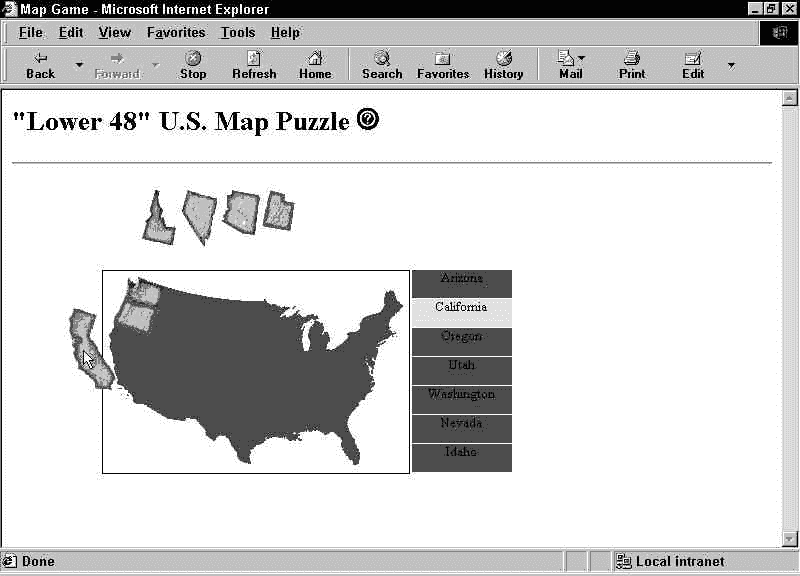 Map Game - Microsoft Internet Explorer
File Edit View Favorites Tools Help
Back Forward Stop Refresh Home Search Favorites History Mail Print Edit
"Lower 48" U.S. Map Puzzle ?
Arizona
California
Oregon
Utah
Washington
Nevada
Idaho
Done Local intranet